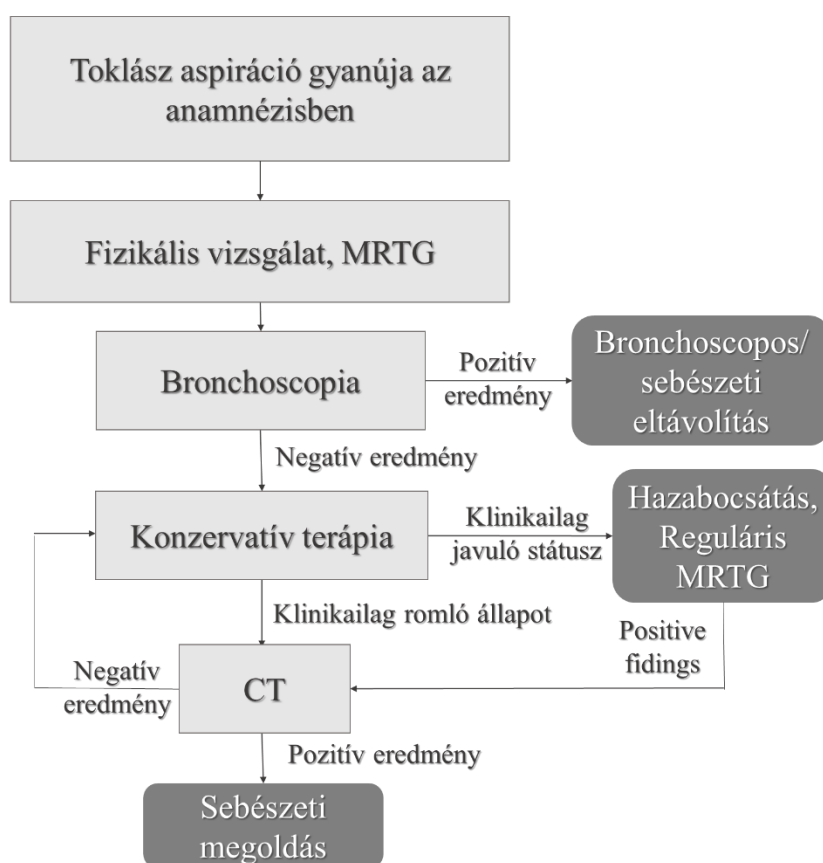 Toklász aspiráció gyanúja az
anamnézisben
Fizikális vizsgálat, MRTG
Bronchoscopia
Pozitív
eredmény
Bronchoscopos/
sebészeti
eltávolítás
Negatív eredmény
Konzervatív terápia
Klinikailag
javuló státusz
Hazabocsátás,
Reguláris
MRTG
Klinikailag romló állapot
Positive
fidings
Negatív
eredmény
CT
Pozitív eredmény
Sebészeti
megoldás